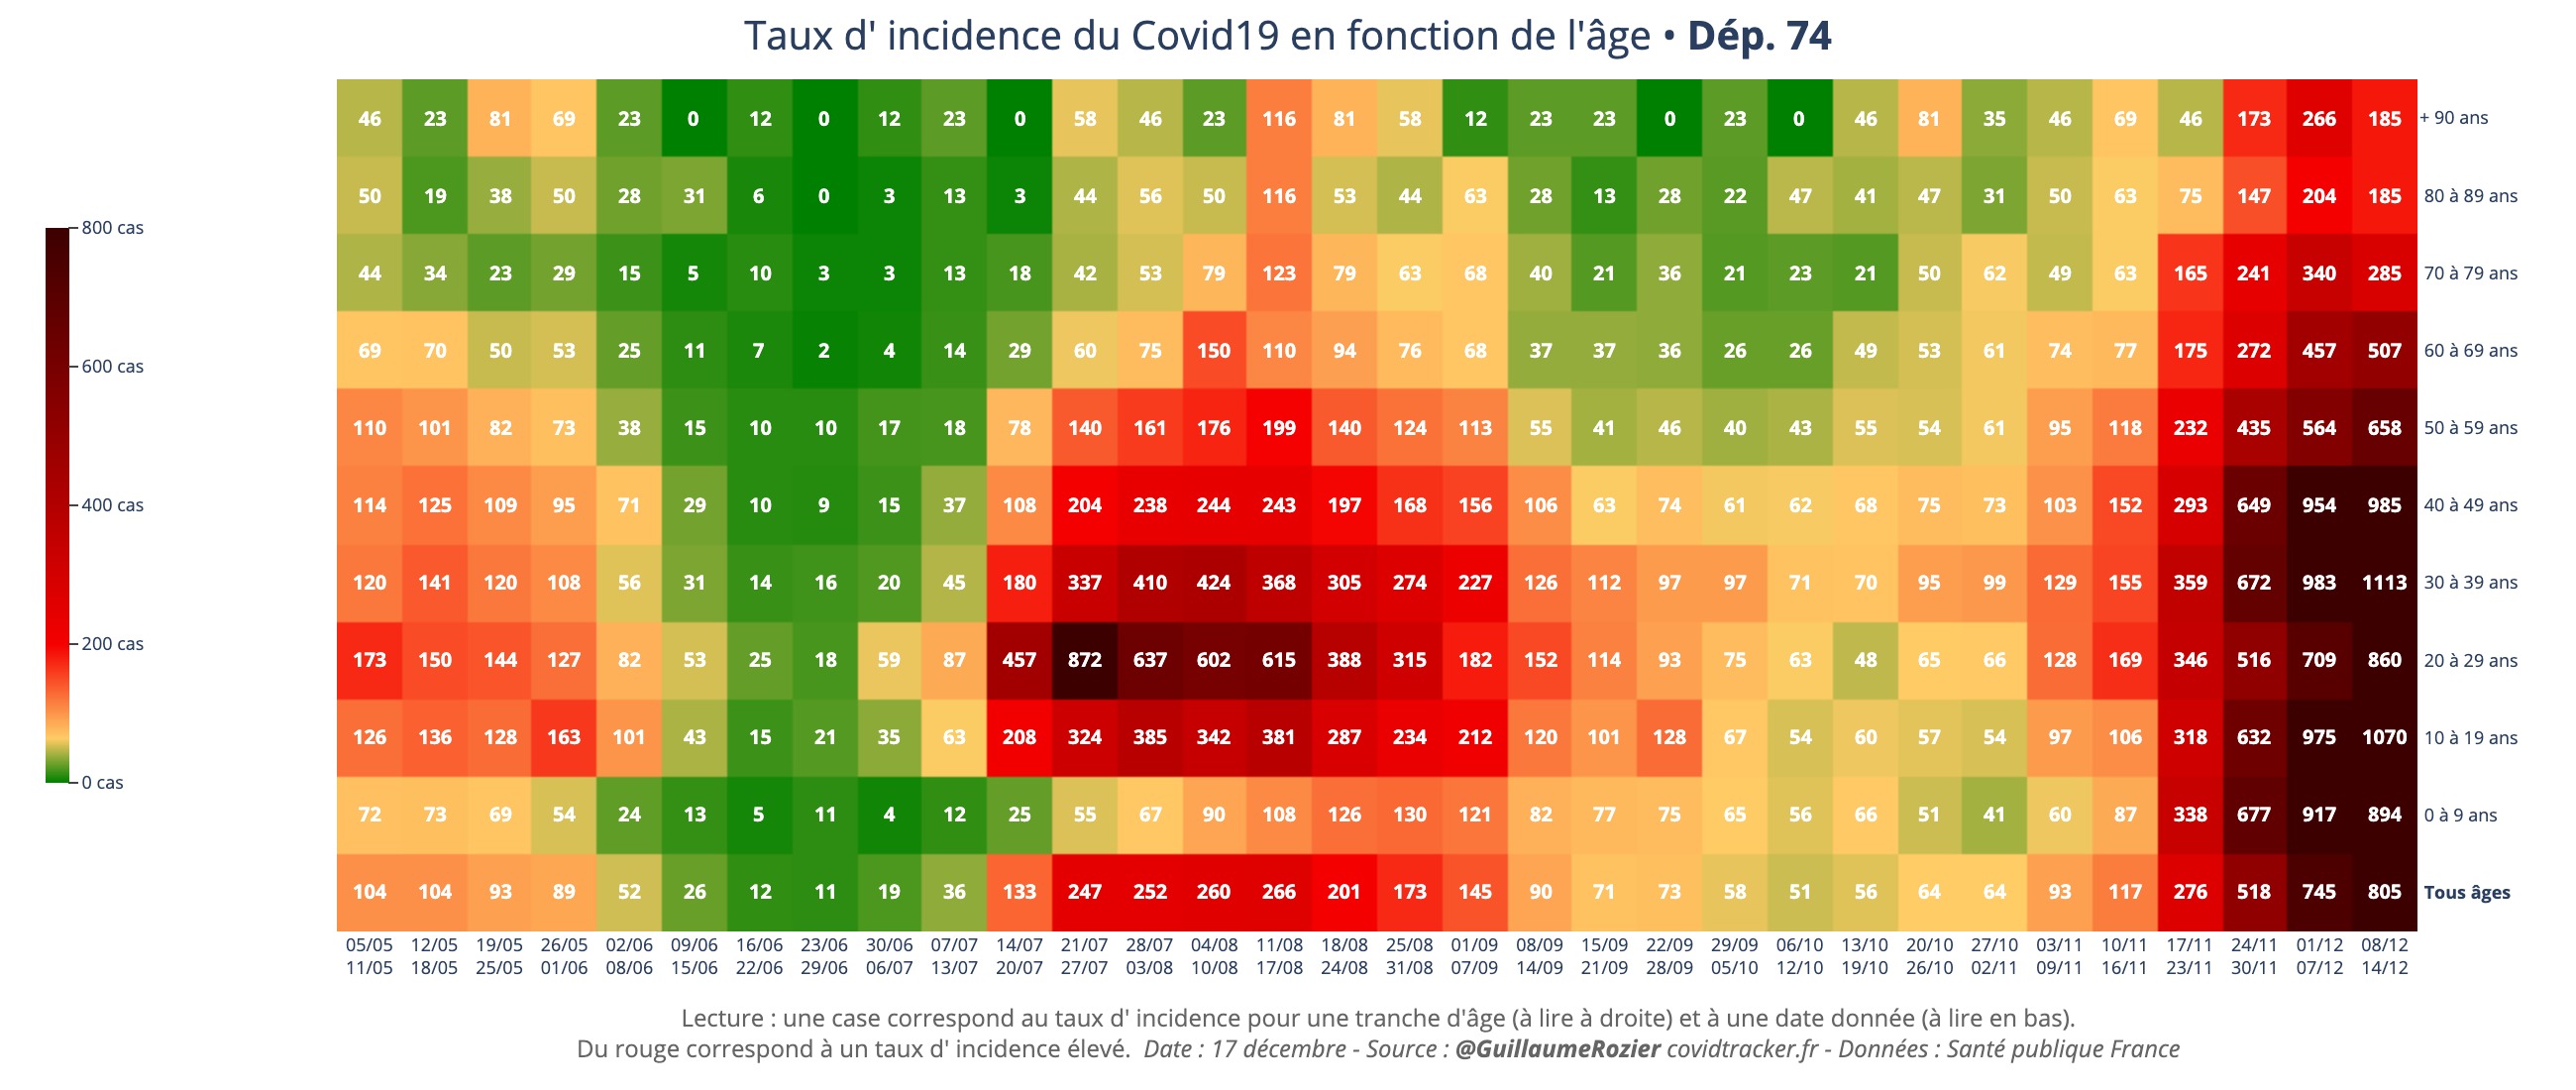 Taux d' incidence du Covid19 en fonction de l'âge • Dép. 74
46 23 81 69 23 0 12 0 12 23 0 58 46 23 116 81 58 12 23 23 0 23 0 46 81 35 46 69 46 173 266 185 + 90 ans
50 19 38 50 28 31 6 0 3 13 3 44 56 50 116 53 44 63 28 13 28 22 47 41 47 31 50 63 75 147 204 185 80 à 89 ans
800 cas
44 34 23 29 15 5 10 3 3 13 18 42 53 79 123 79 63 68 40 21 36 21 23 21 50 62 49 63 165 241 340 285 70 à 79 ans
69 70 50 53 25 11 7 2 4 14 29 60 75 150 110 94 76 68 37 37 36 26 26 49 53 61 74 77 175 272 457 507 60 à 69 ans
600 cas
110 101 82 73 38 15 10 10 17 18 78 140 161 176 199 140 124 113 55 41 46 40 43 55 54 61 95 118 232 435 564 658 50 à 59 ans
400 cas
114 125 109 95 71 29 10 9 15 37 108 204 238 244 243 197 168 156 106 63 74 61 62 68 75 73 103 152 293 649 954 985 40 à 49 ans
120 141 120 108 56 31 14 16 20 45 180 337 410 424 368 305 274 227 126 112 97 97 71 70 95 99 129 155 359 672 983 1113 30 à 39 ans
200 cas
173 150 144 127 82 53 25 18 59 87 457 872 637 602 615 388 315 182 152 114 93 75 63 48 65 66 128 169 346 516 709 860 20 à 29 ans
126 136 128 163 101 43 15 21 35 63 208 324 385 342 381 287 234 212 120 101 128 67 54 60 57 54 97 106 318 632 975 1070 10 à 19 ans
0 cas
72 73 69 54 24 13 5 11 4 12 25 55 67 90 108 126 130 121 82 77 75 65 56 66 51 41 60 87 338 677 917 894 0 à 9 ans
104 104 93 89 52 26 12 11 19 36 133 247 252 260 266 201 173 145 90 71 73 58 51 56 64 64 93 117 276 518 745 805 Tous âges
05/05 12/05 19/05 26/05 02/06 09/06 16/06 23/06 30/06 07/07 14/07 21/07 28/07 04/08 11/08 18/08 25/08 01/09 08/09 15/09 22/09 29/09 06/10 13/10 20/10 27/10 03/11 10/11 17/11 24/11 01/12 08/12
11/05 18/05 25/05 01/06 08/06 15/06 22/06 29/06 06/07 13/07 20/07 27/07 03/08 10/08 17/08 24/08 31/08 07/09 14/09 21/09 28/09 05/10 12/10 19/10 26/10 02/11 09/11 16/11 23/11 30/11 07/12 14/12
Lecture : une case correspond au taux d' incidence pour une tranche d'âge (à lire à droite) et à une date donnée (à lire en bas).
Du rouge correspond à un taux d' incidence élevé. Date : 17 décembre - Source : @GuillaumeRozier covidtracker.fr - Données : Santé publique France